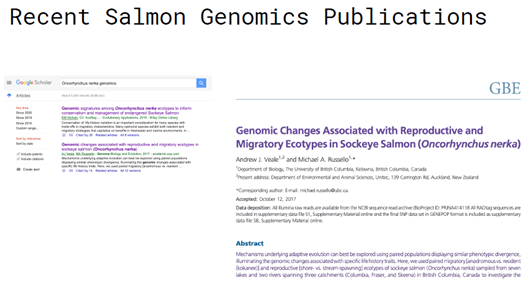 Recent Salmon Genomics Publications
Google Scholar
Oncorhynchus nerka genomics
Articles
Any time
Since 2020
Since 2019
Since 2016
Custom range...
Sort by relevance
Sort by date
include patents
include citations
Create alert
Genomic signatures among Oncorhynchus nerka ecotypes to inform
conservation and management of endangered Sockeye Salmon
Genomic changes associated with reproductive and migratory ecotypes in
sockeye salmon (Oncorhynchus nerka)
GBE
Genomic Changes Associated with Reproductive and
Migratory Ecotypes in Sockeye Salmon (Oncorhynchus nerka)
Andrew J. Veale1,2 and Michael A. Russello1,*
1Department of Biology, The University of British Columbia, Kelowna, British Columbia, Canada
2Present address: Department of Environmental and Animal Sciences, Unitec, 139 Carrington Rd, Auckland, New Zealand
*Corresponding author: E-mail: michael.russello@ubc.ca.
Accepted: October 12, 2017
Data deposition: All Illumina raw reads are available from the NCBI sequence read archive (BioProject ID: PRJNA414118 All RADtag sequences are
included in supplementary data file S1, Supplementary Material online and the final SNP data set in GENEPOP format is included as supplementary data
file S8, Supplementary Material online.
Abstract
Mechanisms underlying adaptive evolution can best be explored using paired populations displaying similar phenotypic divergence,
illuminating the genomic changes associated with specific life history traits. Here, we used paired migratory [anadromous vs. resident
(kokanee)] and reproductive [shore- vs. stream-spawning] ecotypes of sockeye salmon (Oncorhynchus nerka) sampled from seven
lakes and two rivers spanning three catchments (Columbia, Fraser, and Skeena) in British Columbia, Canada to investigate the